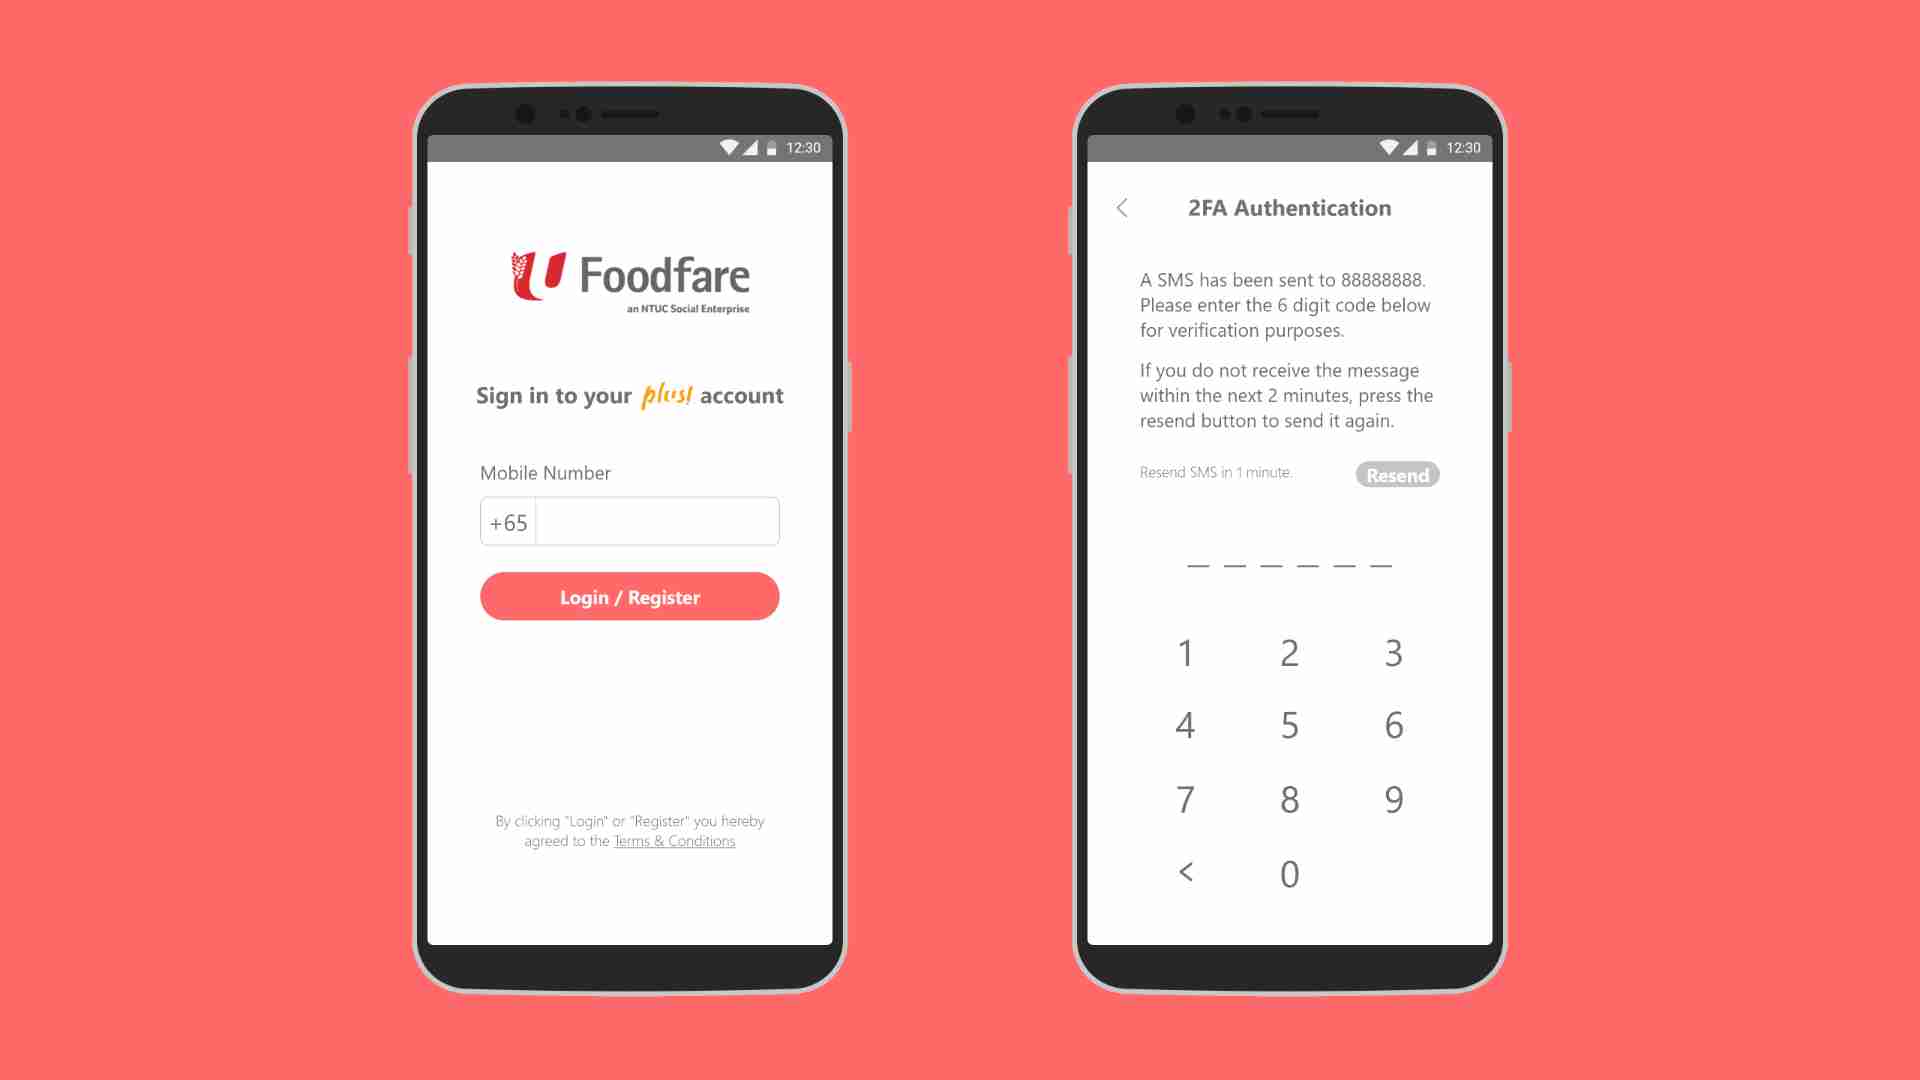 12:30
Foodfare
an NTUC Social Enterprise
Sign in to your plus! account
Mobile Number
+65
Login / Register
By clicking "Login" or "Register" you hereby
agreed to the Terms & Conditions
12:30
< 2FA Authentication
A SMS has been sent to 88888888.
Please enter the 6 digit code below
for verification purposes.
If you do not receive the message
within the next 2 minutes, press the
resend button to send it again.
Resend SMS in 1 minute. Resend
_ _ _ _ _ _
1 2 3
4 5 6
7 8 9
< 0